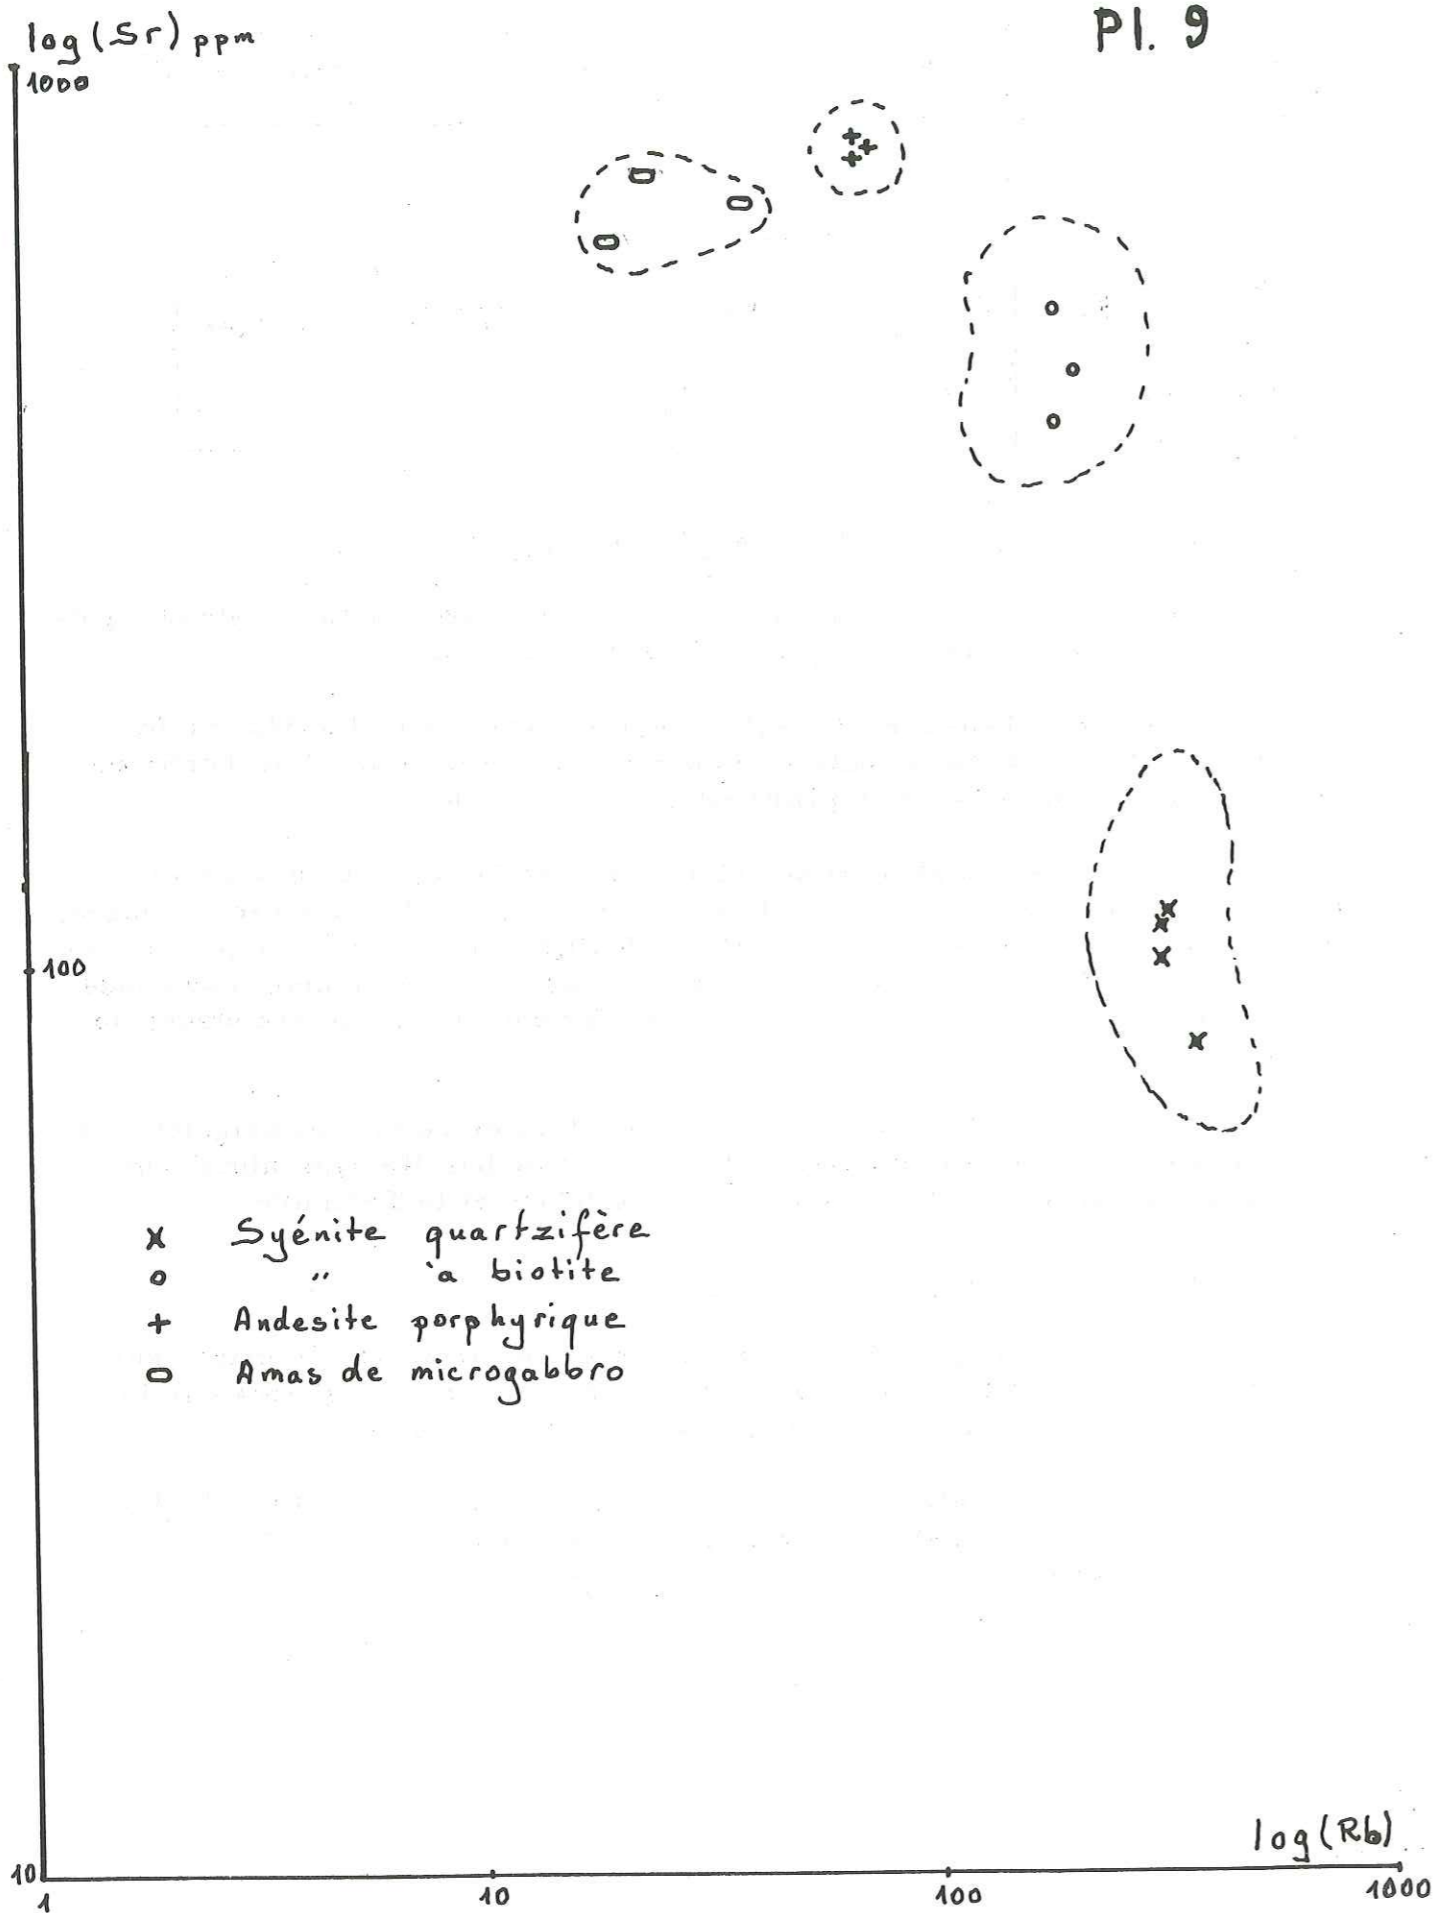 Pl. 9
log(Sr) ppm
1000
100
x Syénite quartzifère
o " à biotite
+ Andesite porphyrique
▭ Amas de microgabbro
log(Rb)
10
1
10
100
1000